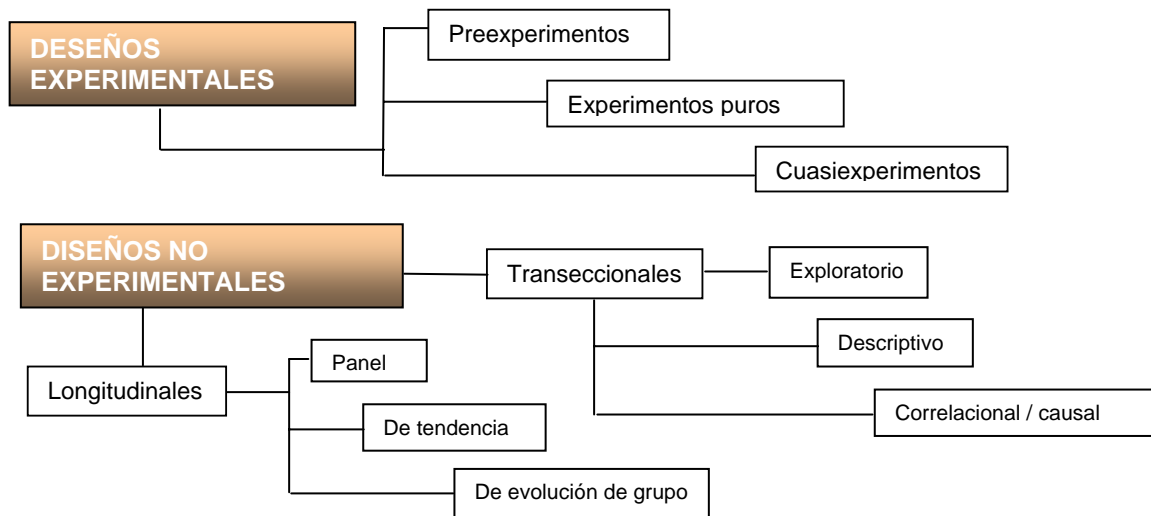 DESEÑOS
EXPERIMENTALES
Preexperimentos
Experimentos puros
Cuasiexperimentos
DISEÑOS NO
EXPERIMENTALES
Transeccionales
Exploratorio
Descriptivo
Correlacional / causal
Longitudinales
Panel
De tendencia
De evolución de grupo